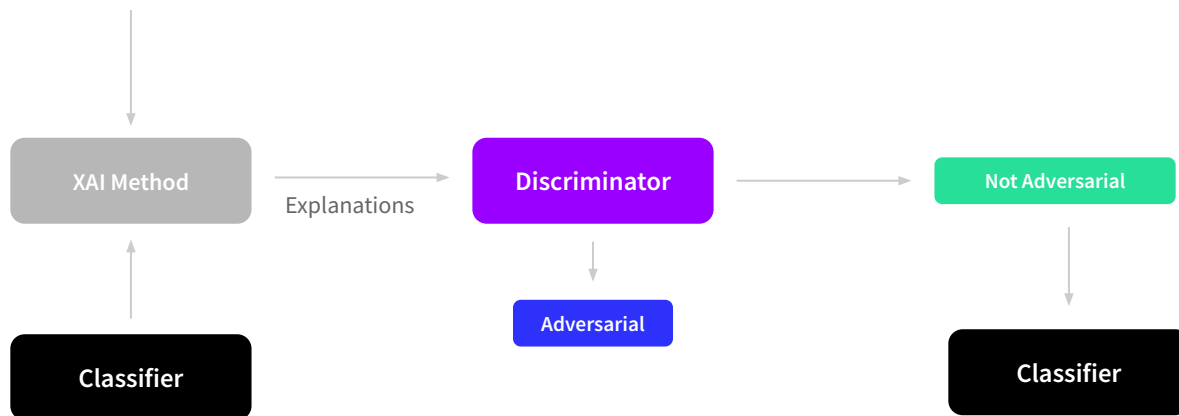 XAI Method
Explanations
Discriminator
Not Adversarial
Adversarial
Classifier
Classifier